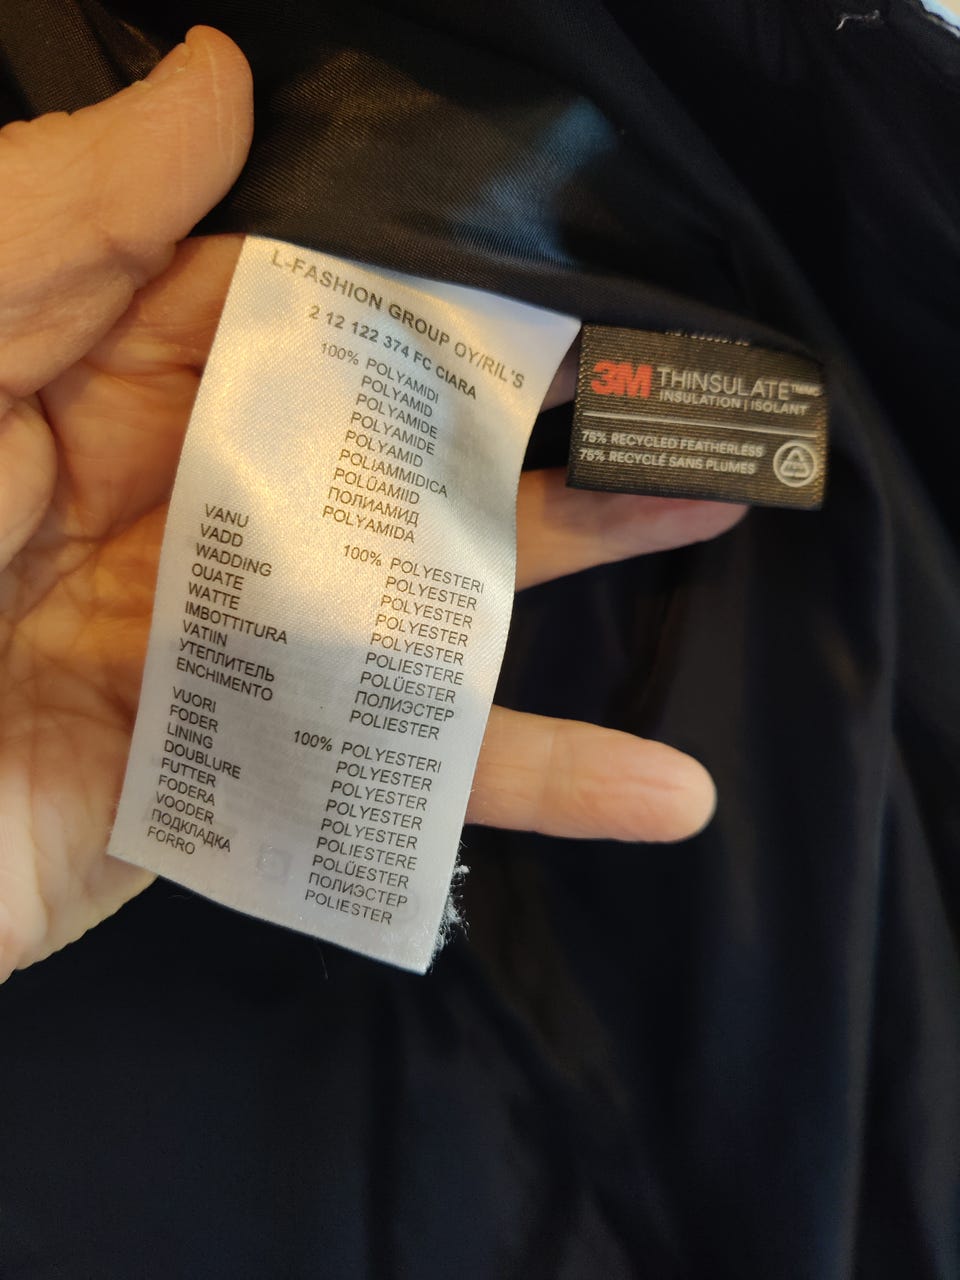 L-FASHION GROUP OY/RIL'S
2 12 122 374 FC CIARA
100% POLYAMIDI
POLYAMID
POLYAMIDE
POLYAMIDE
POLYAMID
POLIAMMIDICA
POLÜAMIID
ПОЛИАМИД
POLYAMIDA
VANU 100% POLYESTERI
VADD POLYESTER
WADDING POLYESTER
OUATE POLYESTER
WATTE POLYESTER
IMBOTTITURA POLIESTERE
VATIIN POLÜESTER
УТЕПЛИТЕЛЬ ПОЛИЭСТЕР
ENCHIMENTO POLIESTER
VUORI 100% POLYESTERI
FODER POLYESTER
LINING POLYESTER
DOUBLURE POLYESTER
FUTTER POLYESTER
FODERA POLIESTERE
VOODER POLÜESTER
ПОДКЛАДКА ПОЛИЭСТЕР
FORRO POLIESTER
3M THINSULATE
INSULATION | ISOLANT
75% RECYCLED FEATHERLESS
75% RECYCLÉ SANS PLUMES